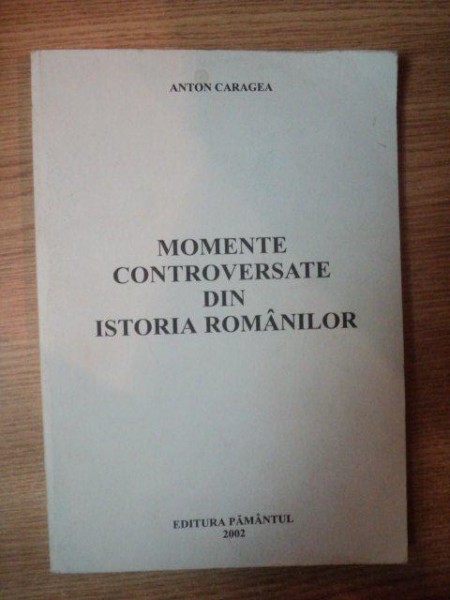 ANTON CARAGEA
MOMENTE
CONTROVERSATE
DIN
ISTORIA ROMÂNILOR
EDITURA PĂMÂNTUL
2002